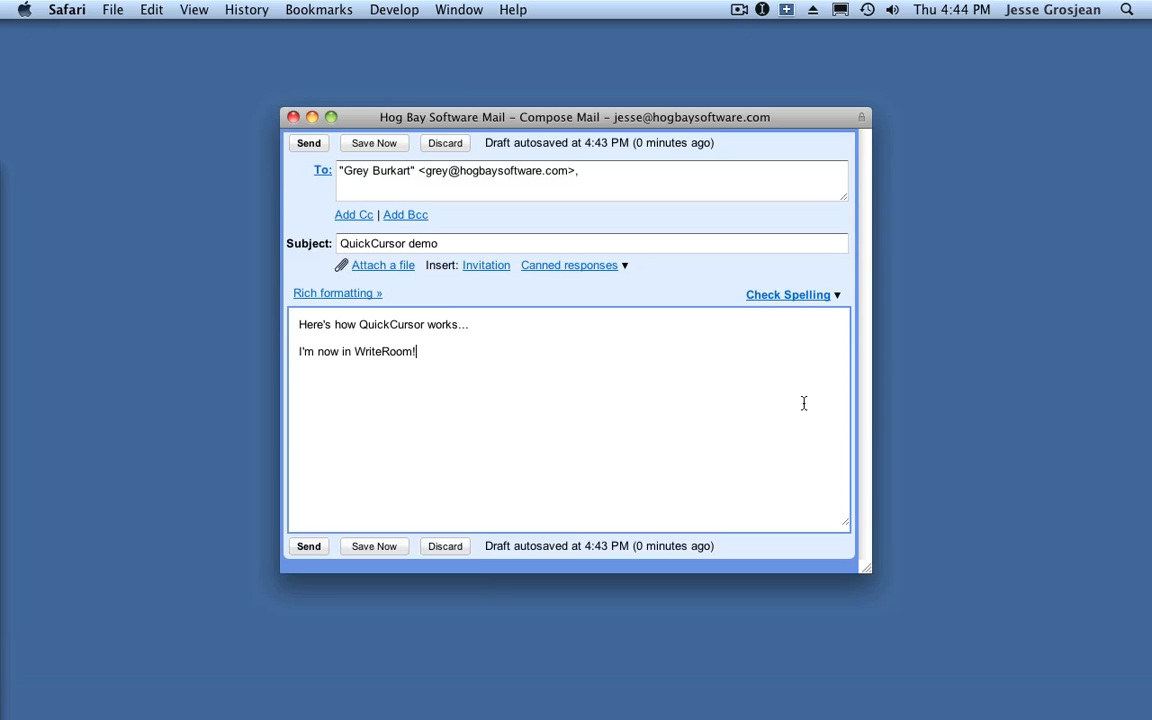 Safari File Edit View History Bookmarks Develop Window Help Thu 4:44 PM Jesse Grosjean
Hog Bay Software Mail – Compose Mail – jesse@hogbaysoftware.com
Send Save Now Discard Draft autosaved at 4:43 PM (0 minutes ago)
To: "Grey Burkart" <grey@hogbaysoftware.com>,
Add Cc | Add Bcc
Subject: QuickCursor demo
Attach a file Insert: Invitation Canned responses ▼
Rich formatting » Check Spelling ▼
Here's how QuickCursor works...
I'm now in WriteRoom!
Send Save Now Discard Draft autosaved at 4:43 PM (0 minutes ago)